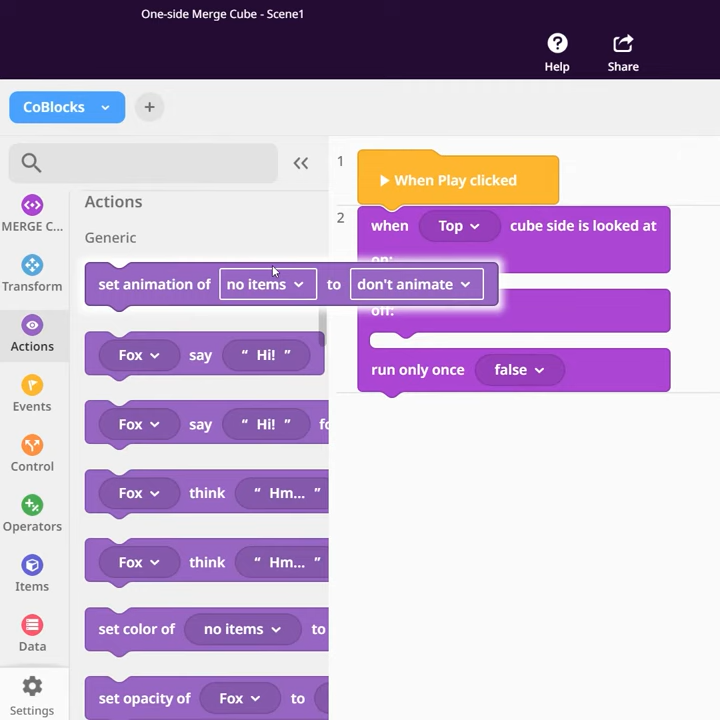 One-side Merge Cube - Scene1
Help
Share
CoBlocks
+
Actions
Generic
set animation of no items to don't animate
Fox say “ Hi! ”
Fox say “ Hi! ” fo
Fox think “ Hm... ”
Fox think “ Hm... ”
set color of no items to
set opacity of Fox to
MERGE C...
Transform
Actions
Events
Control
Operators
Items
Data
Settings
1
When Play clicked
2
when Top cube side is looked at
on:
off:
run only once false